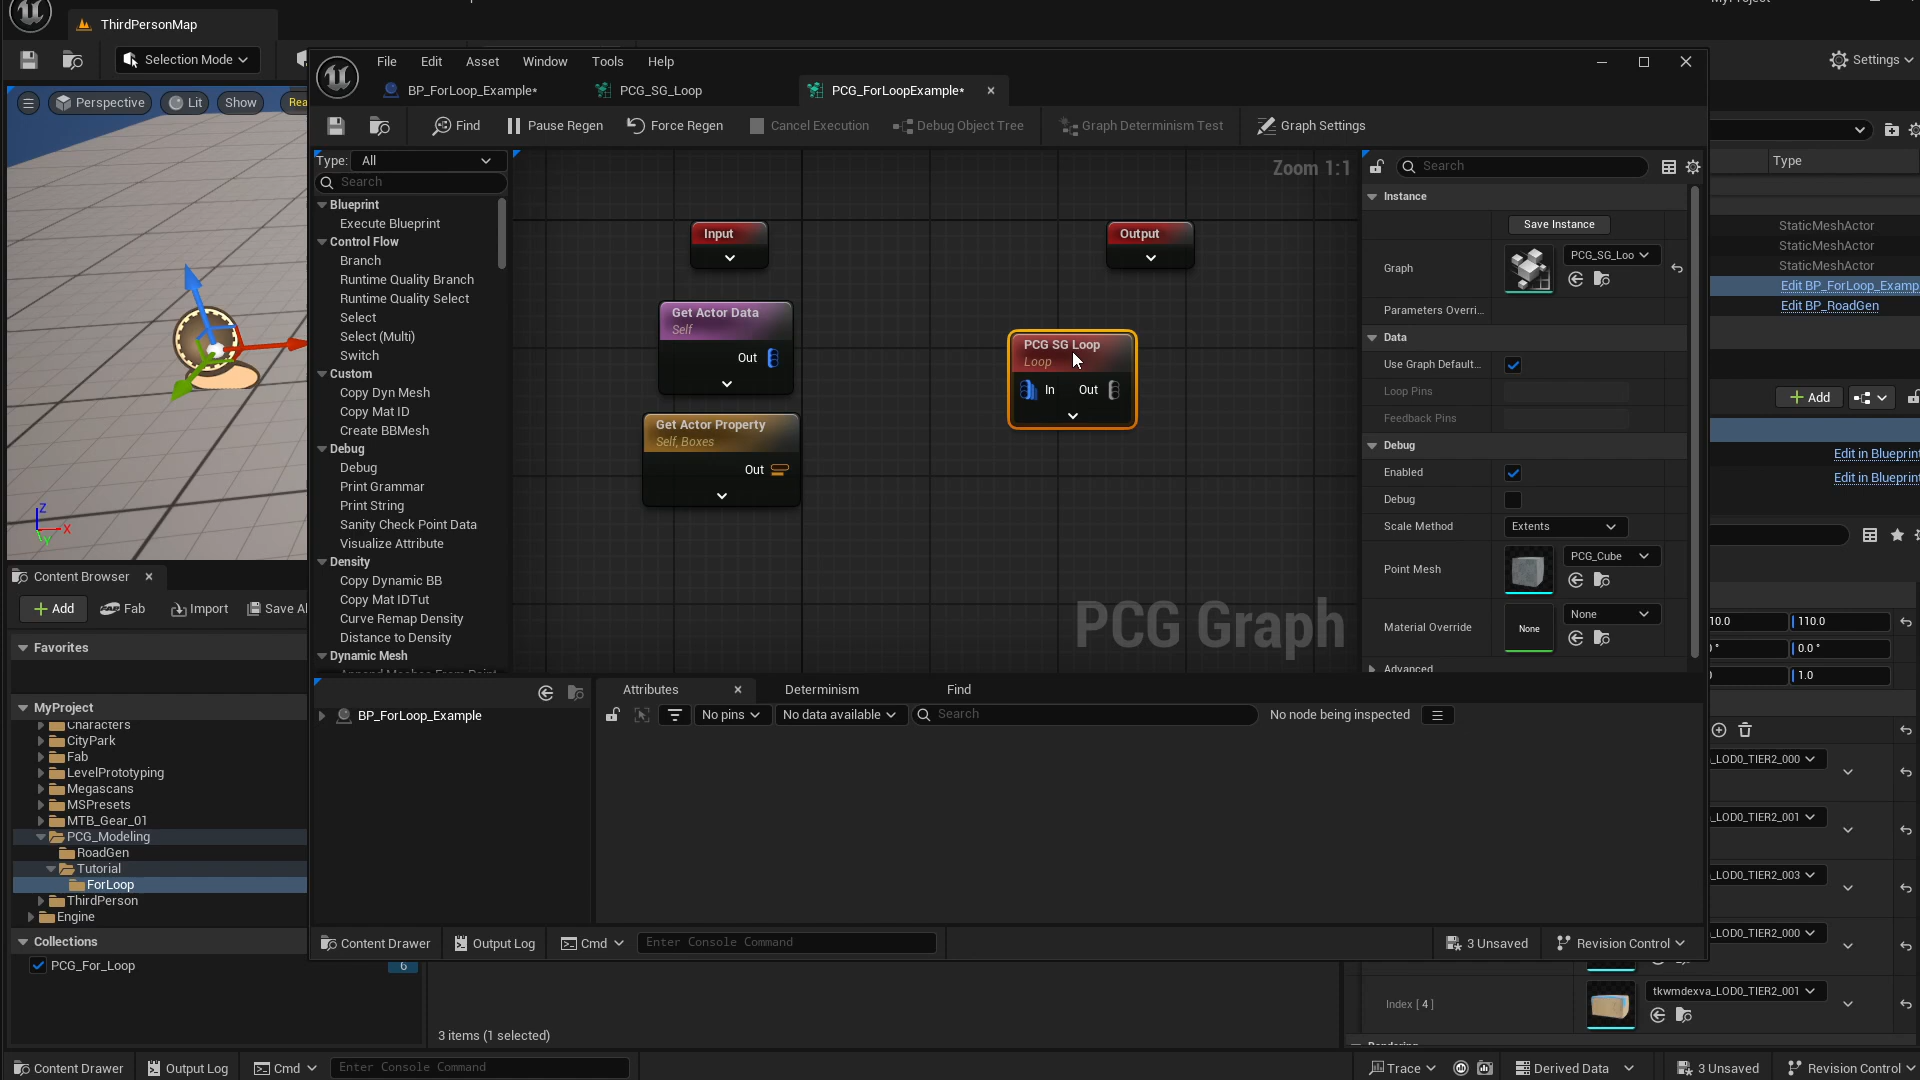 ThirdPersonMap
Selection Mode
Settings
Perspective
Lit
Show
File
Edit
Asset
Window
Tools
Help
BP_ForLoop_Example*
PCG_SG_Loop
PCG_ForLoopExample*
Find
Pause Regen
Force Regen
Cancel Execution
Debug Object Tree
Graph Determinism Test
Graph Settings
Type:
All
Search
Blueprint
Execute Blueprint
Control Flow
Branch
Runtime Quality Branch
Runtime Quality Select
Select
Select (Multi)
Switch
Custom
Copy Dyn Mesh
Copy Mat ID
Create BBMesh
Debug
Debug
Print Grammar
Print String
Sanity Check Point Data
Visualize Attribute
Density
Copy Dynamic BB
Copy Mat IDTut
Curve Remap Density
Distance to Density
Dynamic Mesh
Zoom 1:1
Input
Output
Get Actor Data
Self
Out
Get Actor Property
Self, Boxes
Out
PCG SG Loop
Loop
In
Out
PCG Graph
Search
Instance
Save Instance
Graph
PCG_SG_Loo
Parameters Overri...
Data
Use Graph Default...
Loop Pins
Feedback Pins
Debug
Enabled
Debug
Scale Method
Extents
Point Mesh
PCG_Cube
Material Override
None
None
Advanced
Type
StaticMeshActor
StaticMeshActor
StaticMeshActor
Edit BP_ForLoop_Examp
Edit BP_RoadGen
Add
Edit in Blueprint
Edit in Blueprint
10.0
110.0
0.0 °
1.0
_LOD0_TIER2_000
_LOD0_TIER2_001
_LOD0_TIER2_003
_LOD0_TIER2_000
Index [ 4 ]
tkwmdexva_LOD0_TIER2_001
Content Browser
Add
Fab
Import
Save Al
Favorites
MyProject
Characters
CityPark
Fab
LevelPrototyping
Megascans
MSPresets
MTB_Gear_01
PCG_Modeling
RoadGen
Tutorial
ForLoop
ThirdPerson
Engine
Collections
PCG_For_Loop
6
BP_ForLoop_Example
Attributes
Determinism
Find
No pins
No data available
Search
No node being inspected
Content Drawer
Output Log
Cmd
Enter Console Command
3 Unsaved
Revision Control
3 items (1 selected)
Content Drawer
Output Log
Cmd
Enter Console Command
Trace
Derived Data
3 Unsaved
Revision Control
Z
X
Y